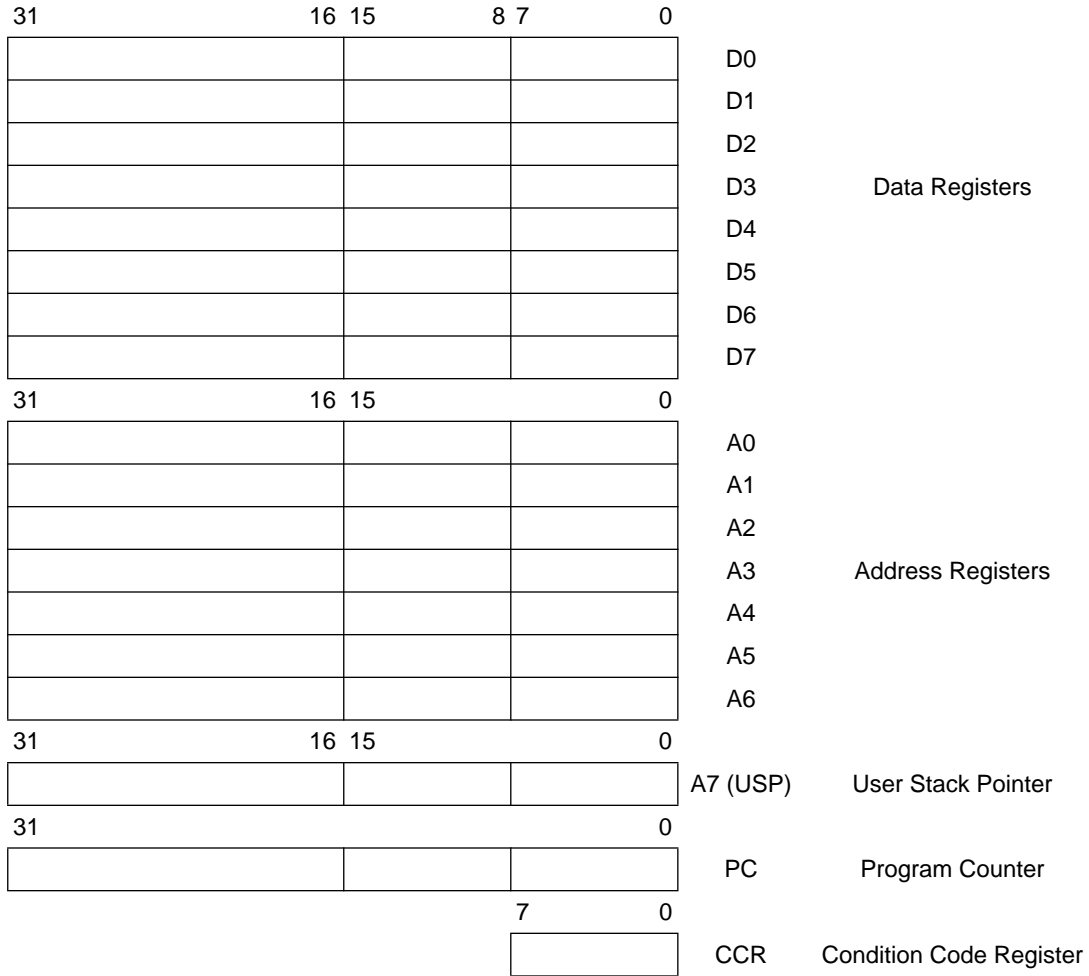 31 16 15 8 7 0
D0
D1
D2
D3 Data Registers
D4
D5
D6
D7
31 16 15 0
A0
A1
A2
A3 Address Registers
A4
A5
A6
31 16 15 0
A7 (USP) User Stack Pointer
31 0
PC Program Counter
7 0
CCR Condition Code Register